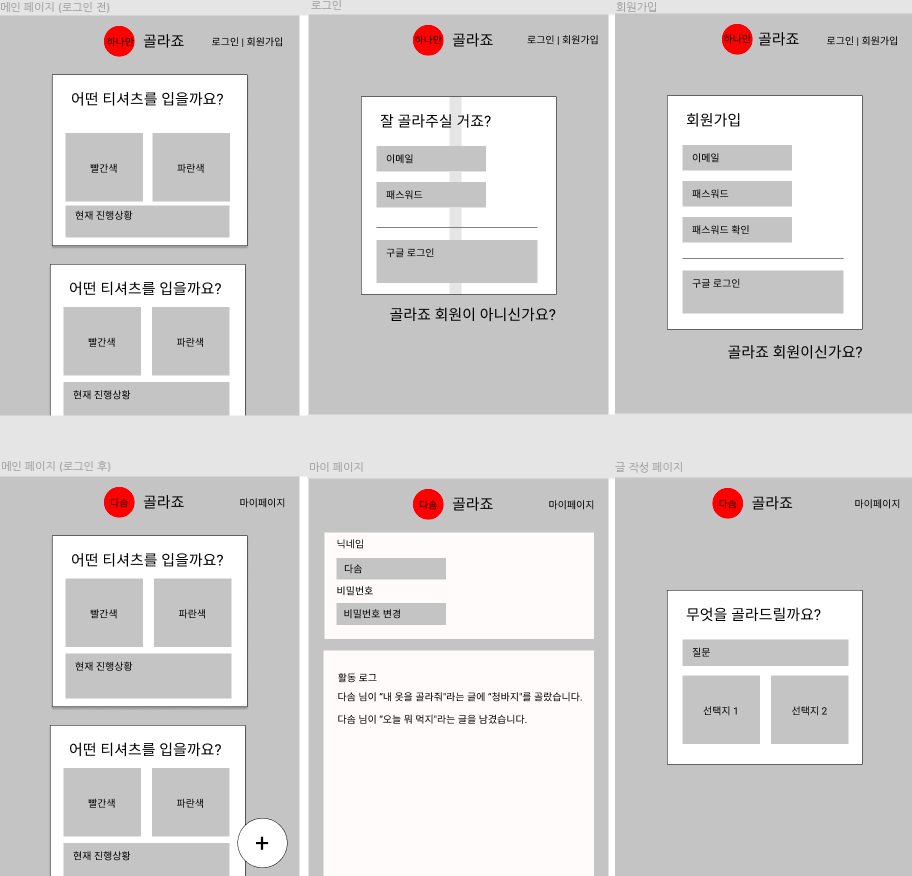 메인 페이지 (로그인 전)
하나만 골라죠 로그인 | 회원가입
어떤 티셔츠를 입을까요?
빨간색 파란색
현재 진행상황
어떤 티셔츠를 입을까요?
빨간색 파란색
현재 진행상황
로그인
하나만 골라죠 로그인 | 회원가입
잘 골라주실 거죠?
이메일
패스워드
구글 로그인
골라죠 회원이 아니신가요?
회원가입
하나만 골라죠 로그인 | 회원가입
회원가입
이메일
패스워드
패스워드 확인
구글 로그인
골라죠 회원이신가요?
메인 페이지 (로그인 후)
다솜 골라죠 마이페이지
어떤 티셔츠를 입을까요?
빨간색 파란색
현재 진행상황
어떤 티셔츠를 입을까요?
빨간색 파란색
현재 진행상황
+
마이 페이지
다솜 골라죠 마이페이지
닉네임
다솜
비밀번호
비밀번호 변경
활동 로그
다솜 님이 "내 옷을 골라줘"라는 글에 "청바지"를 골랐습니다.
다솜 님이 "오늘 뭐 먹지"라는 글을 남겼습니다.
글 작성 페이지
다솜 골라죠 마이페이지
무엇을 골라드릴까요?
질문
선택지 1 선택지 2